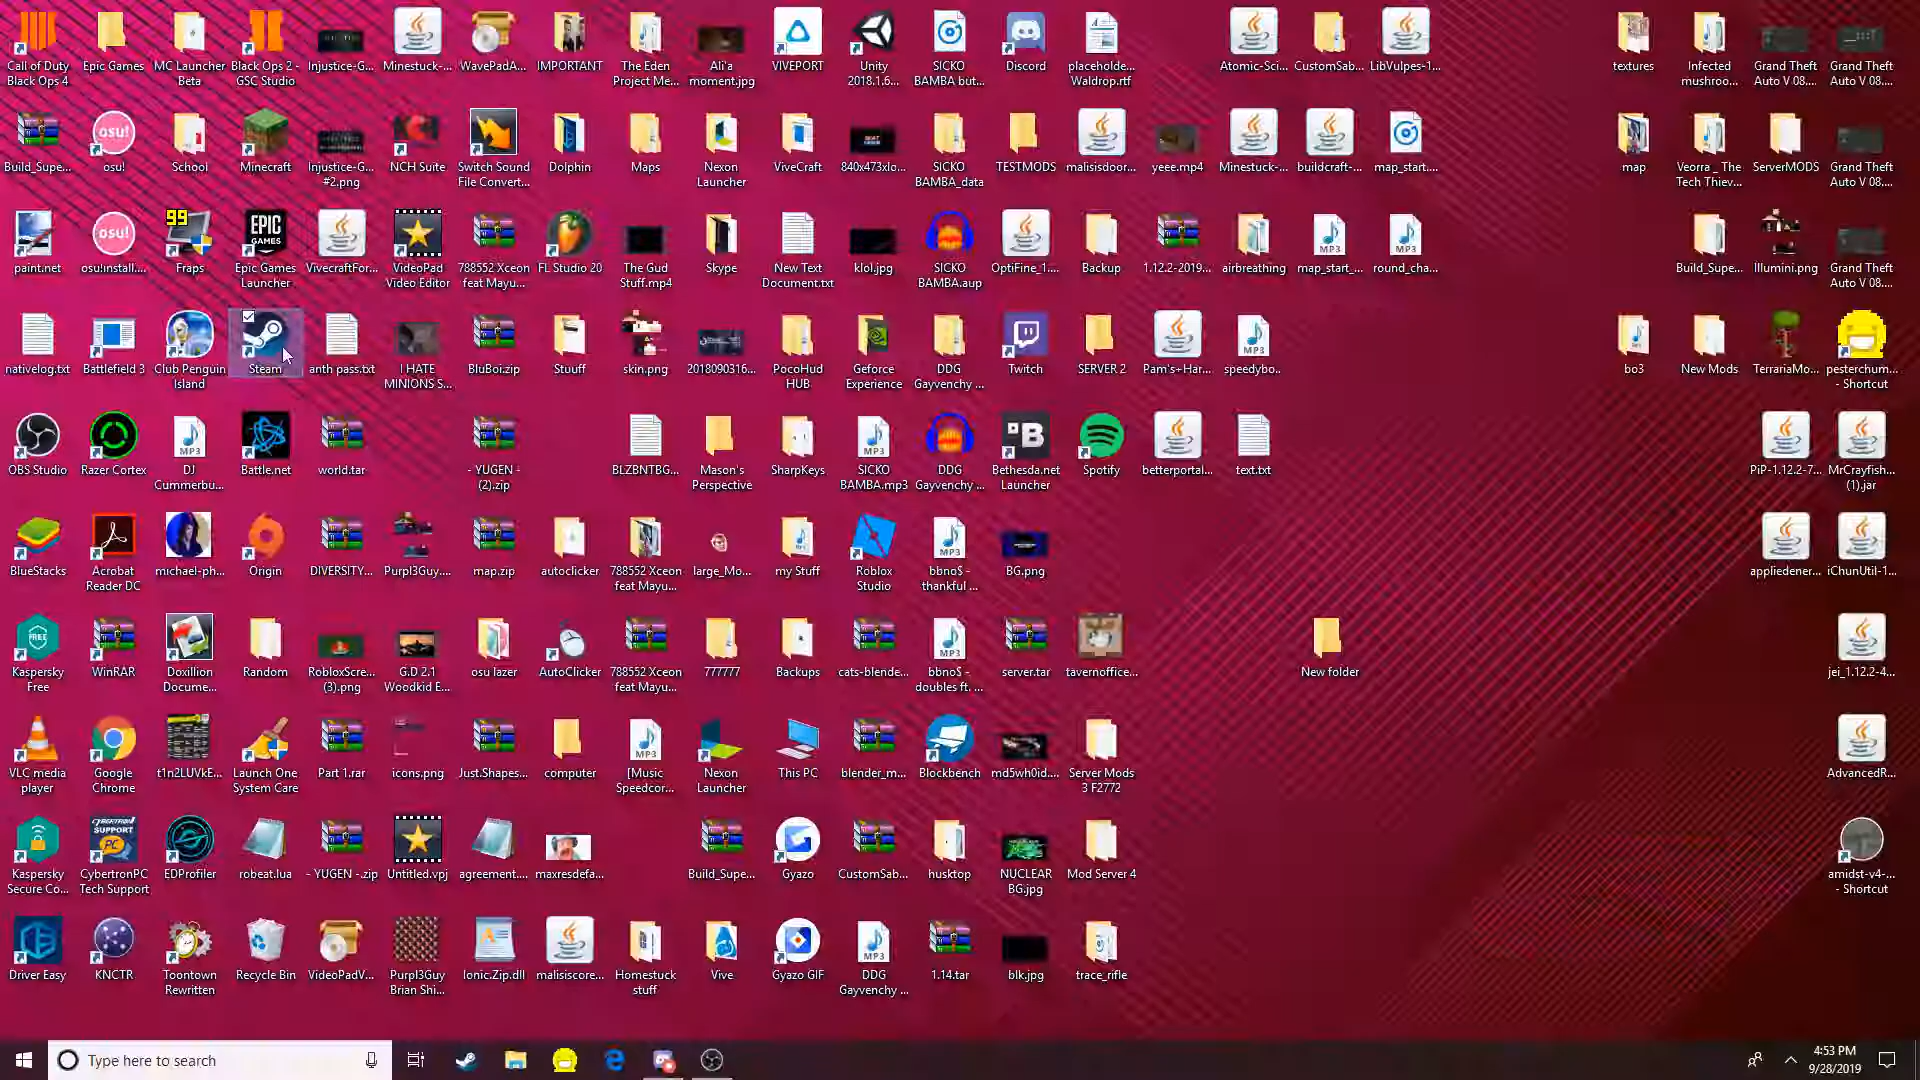 Call of Duty
Black Ops 4
Epic Games
MC Launcher
Beta
Black Ops 2 -
GSC Studio
Injustice-G...
Minestuck-...
WavePadA...
IMPORTANT
The Eden
Project Me...
Ali'a
moment.jpg
VIVEPORT
Unity
2018.1.6...
SICKO
BAMBA but...
Discord
placeholde...
Waldrop.rtf
Atomic-Sci...
CustomSab...
LibVulpes-1...
textures
Infected
mushroo...
Grand Theft
Auto V 08....
Grand Theft
Auto V 08....
Build_Supe...
osu!
osu!
School
Minecraft
Injustice-G...
#2.png
NCH Suite
Switch Sound
File Convert...
Dolphin
Maps
Nexon
Launcher
ViveCraft
840x473xlo...
SICKO
BAMBA_data
TESTMODS
malisisdoor...
yeee.mp4
Minestuck-...
buildcraft-...
map_start....
map
Veorra _ The
Tech Thiev...
ServerMODS
Grand Theft
Auto V 08....
paint.net
osu!
osu!install....
99
Fraps
EPIC
GAMES
Epic Games
Launcher
VivecraftFor...
VideoPad
Video Editor
788552 Xceon
feat Mayu...
FL Studio 20
The Gud
Stuff.mp4
Skype
New Text
Document.txt
klol.jpg
SICKO
BAMBA.aup
OptiFine_1....
Backup
1.12.2-2019...
airbreathing
MP3
map_start_...
MP3
round_cha...
Build_Supe...
Illumini.png
Grand Theft
Auto V 08....
nativelog.txt
Battlefield 3
Club Penguin
Island
Steam
anth pass.txt
I HATE
MINIONS S...
BluBoi.zip
Stuuff
skin.png
2018090316...
PocoHud
HUB
Geforce
Experience
DDG
Gayvenchy ...
Twitch
SERVER 2
Pam's+Har...
MP3
speedybo...
bo3
New Mods
TerrariaMo...
pesterchum...
- Shortcut
OBS Studio
Razer Cortex
MP3
DJ
Cummerbu...
Battle.net
world.tar
- YUGEN -
(2).zip
BLZBNTBG...
Mason's
Perspective
SharpKeys
MP3
SICKO
BAMBA.mp3
DDG
Gayvenchy ...
B
Bethesda.net
Launcher
Spotify
betterportal...
text.txt
PiP-1.12.2-7...
MrCrayfish...
(1).jar
BlueStacks
Acrobat
Reader DC
michael-ph...
Origin
DIVERSITY...
Purpl3Guy....
map.zip
autoclicker
788552 Xceon
feat Mayu...
large_Mo...
my Stuff
Roblox
Studio
MP3
bbno$ -
thankful ...
BG.png
appliedener...
iChunUtil-1...
FREE
Kaspersky
Free
WinRAR
Doxillion
Docume...
Random
RobloxScre...
(3).png
G.D 2.1
Woodkid E...
osu lazer
AutoClicker
788552 Xceon
feat Mayu...
777777
Backups
cats-blende...
MP3
bbno$ -
doubles ft. ...
server.tar
tavernoffice...
New folder
jei_1.12.2-4...
VLC media
player
Google
Chrome
t1n2LUVkE...
Launch One
System Care
Part 1.rar
icons.png
Just.Shapes...
computer
MP3
[Music
Speedcor...
Nexon
Launcher
This PC
blender_m...
Blockbench
md5wh0id....
Server Mods
3 F2772
AdvancedR...
Kaspersky
Secure Co...
CYBERTRON
SUPPORT
PC
CybertronPC
Tech Support
EDProfiler
robeat.lua
- YUGEN -.zip
Untitled.vpj
agreement....
maxresdefa...
Build_Supe...
Gyazo
CustomSab...
husktop
NUCLEAR
BG.jpg
Mod Server 4
amidst-v4-...
- Shortcut
Driver Easy
KNCTR
Toontown
Rewritten
Recycle Bin
VideoPadV...
Purpl3Guy
Brian Shi...
Ionic.Zip.dll
malisiscore...
Homestuck
stuff
Vive
Gyazo GIF
MP3
DDG
Gayvenchy ...
1.14.tar
blk.jpg
trace_rifle
Type here to search
4:53 PM
9/28/2019